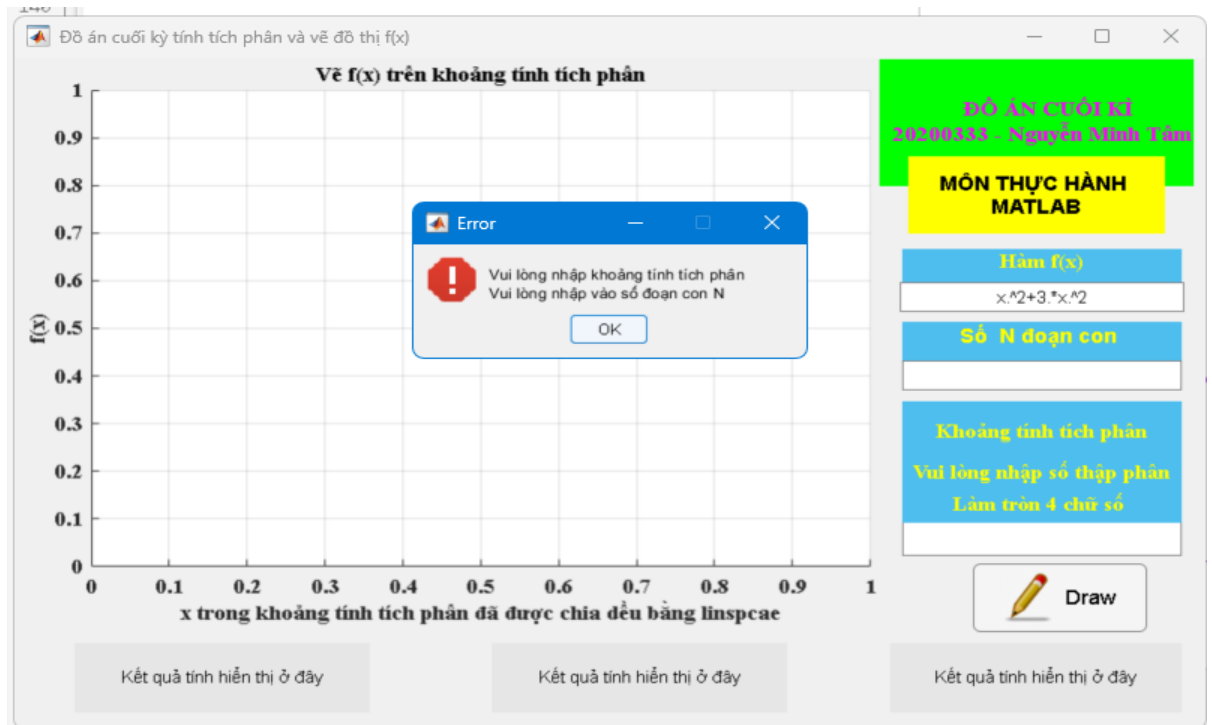 140
Đồ án cuối kỳ tính tích phân và vẽ đồ thị f(x)
Vẽ f(x) trên khoảng tính tích phân
1
0.9
0.8
0.7
0.6
0.5
0.4
0.3
0.2
0.1
0
f(x)
0 0.1 0.2 0.3 0.4 0.5 0.6 0.7 0.8 0.9 1
x trong khoảng tính tích phân đã được chia đều bằng linspcae
Error
Vui lòng nhập khoảng tính tích phân
Vui lòng nhập vào số đoạn con N
OK
ĐỒ ÁN CUỐI KÌ
20200333 - Nguyễn Minh Tâm
MÔN THỰC HÀNH
MATLAB
Hàm f(x)
x.^2+3.*x.^2
Số N đoạn con
Khoảng tính tích phân
Vui lòng nhập số thập phân
Làm tròn 4 chữ số
Draw
Kết quả tính hiển thị ở đây
Kết quả tính hiển thị ở đây
Kết quả tính hiển thị ở đây